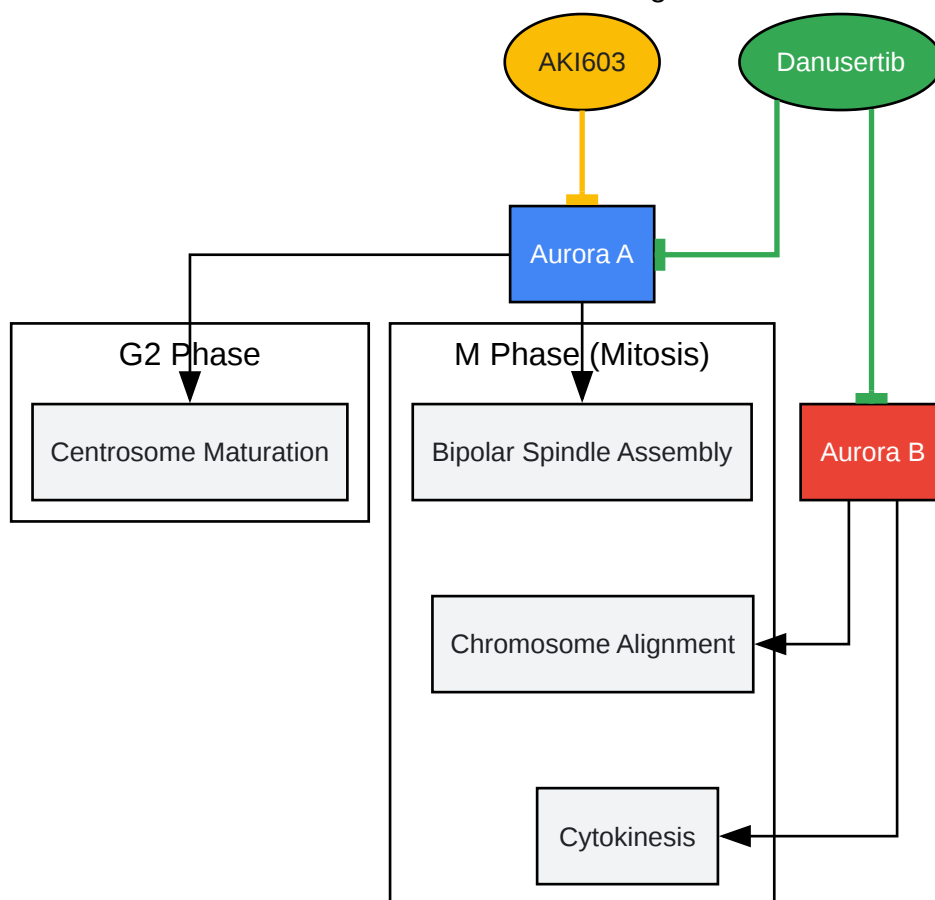 AKI603
Danusertib
Aurora A
G2 Phase
M Phase (Mitosis)
Centrosome Maturation
Bipolar Spindle Assembly
Aurora B
Chromosome Alignment
Cytokinesis